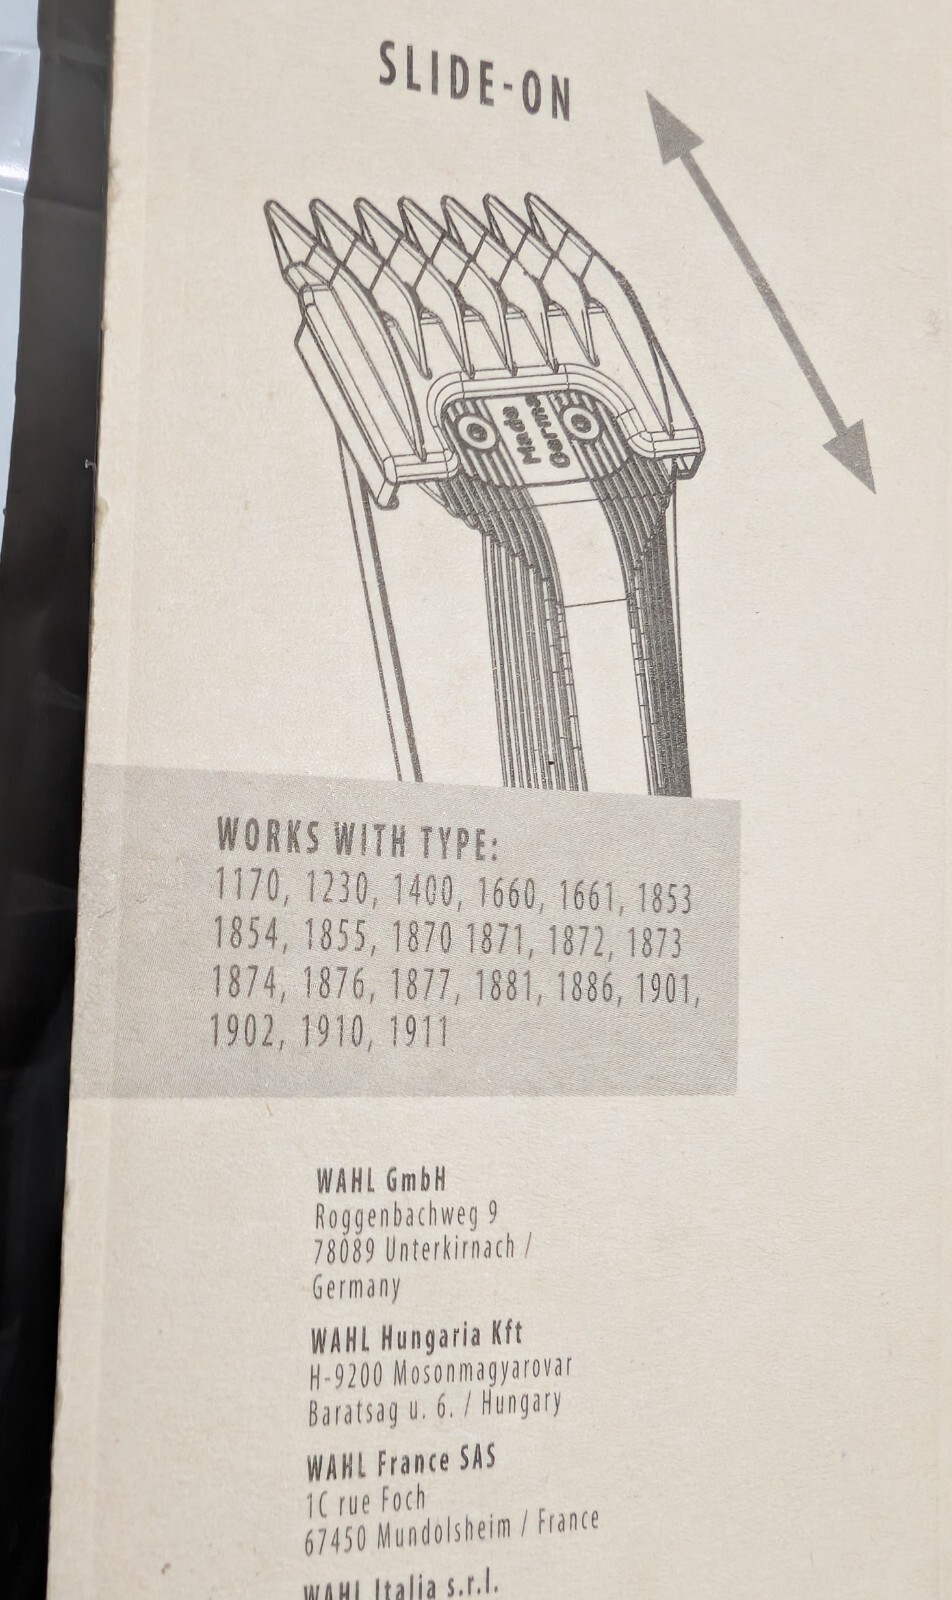 SLIDE-ON
Made
WORKS WITH TYPE:
1170, 1230, 1400, 1660, 1661, 1853
1854, 1855, 1870 1871, 1872, 1873
1874, 1876, 1877, 1881, 1886, 1901,
1902, 1910, 1911
WAHL GmbH
Roggenbachweg 9
78089 Unterkirnach /
Germany
WAHL Hungaria Kft
H-9200 Mosonmagyarovar
Baratsag u. 6. / Hungary
WAHL France SAS
1C rue Foch
67450 Mundolsheim / France
WAHL Italia s.r.l.